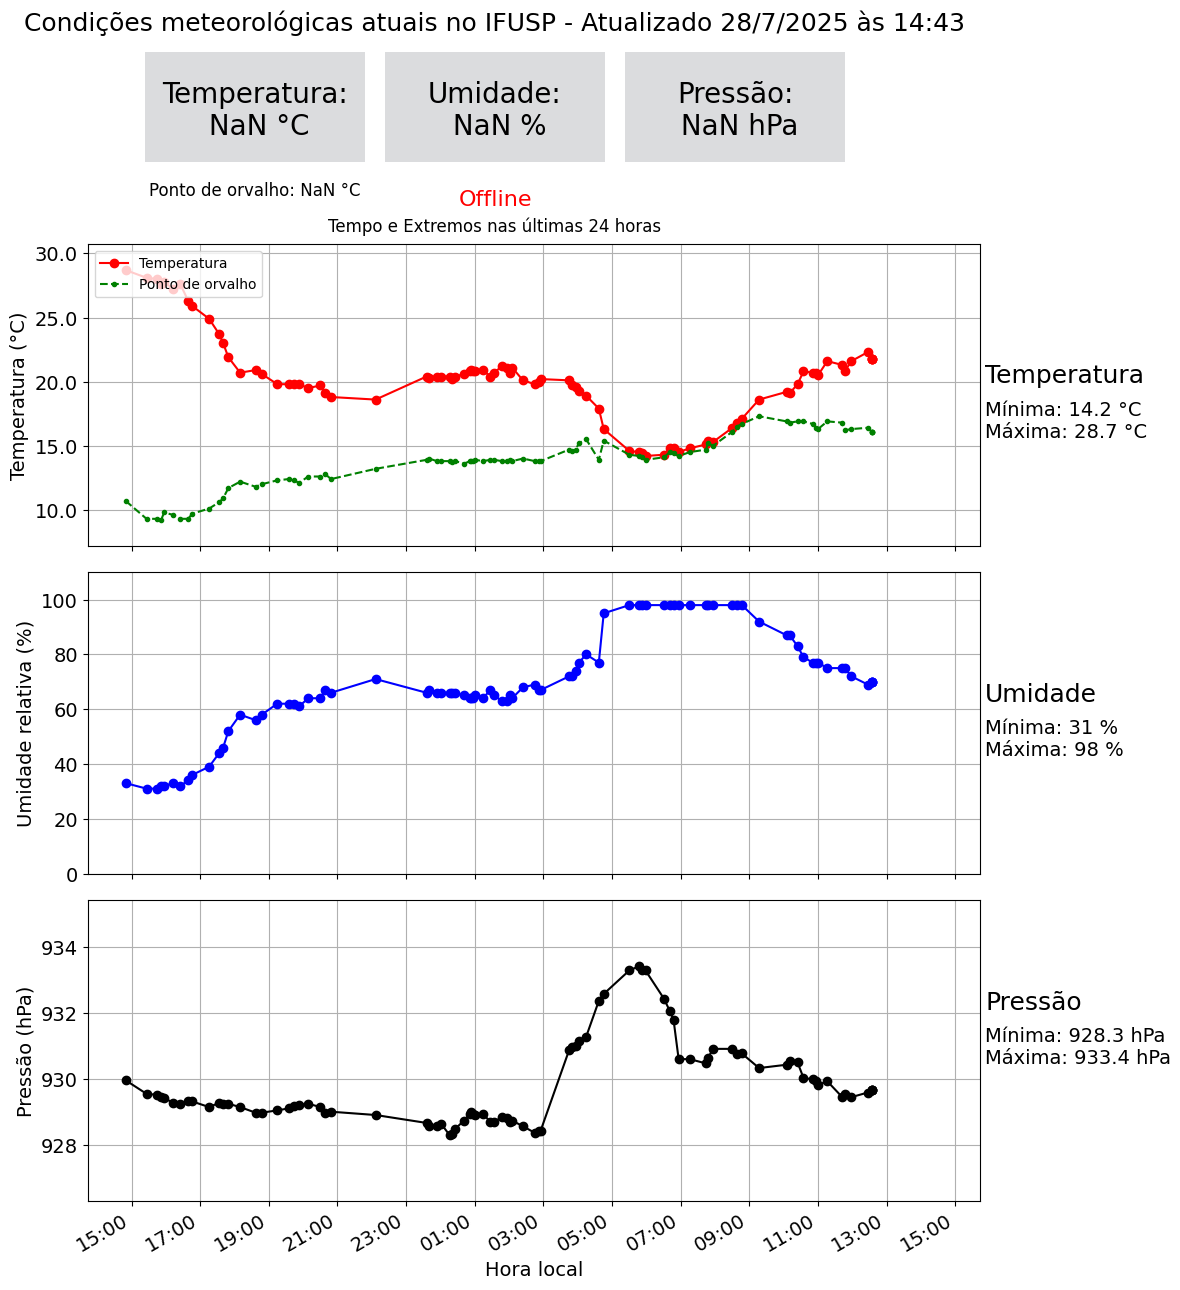 Condições meteorológicas atuais no IFUSP - Atualizado 28/7/2025 às 14:43
Temperatura:
NaN °C
Umidade:
NaN %
Pressão:
NaN hPa
Ponto de orvalho: NaN °C
Offline
Tempo e Extremos nas últimas 24 horas
Temperatura
Ponto de orvalho
Temperatura (°C)
30.0
25.0
20.0
15.0
10.0
Temperatura
Mínima: 14.2 °C
Máxima: 28.7 °C
Umidade relativa (%)
100
80
60
40
20
0
Umidade
Mínima: 31 %
Máxima: 98 %
Pressão (hPa)
934
932
930
928
Pressão
Mínima: 928.3 hPa
Máxima: 933.4 hPa
15:00 17:00 19:00 21:00 23:00 01:00 03:00 05:00 07:00 09:00 11:00 13:00 15:00
Hora local